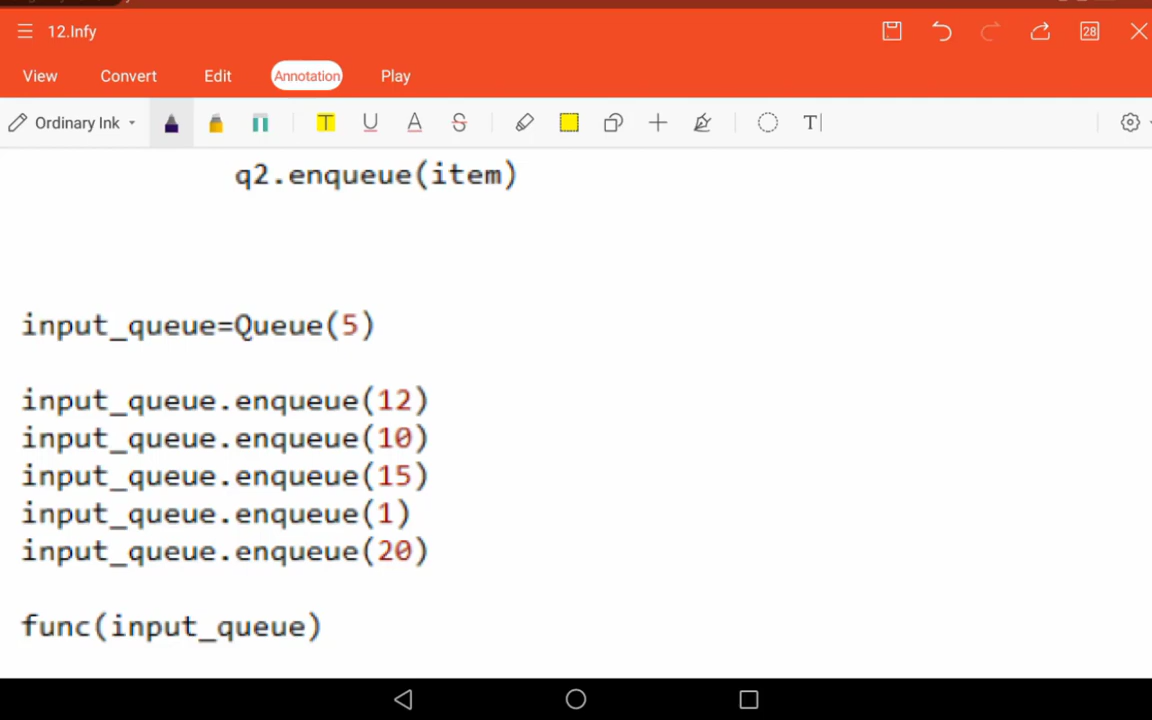 12.Infy
28
View Convert Edit Annotation Play
Ordinary Ink T U A S T
q2.enqueue(item)
input_queue=Queue(5)
input_queue.enqueue(12)
input_queue.enqueue(10)
input_queue.enqueue(15)
input_queue.enqueue(1)
input_queue.enqueue(20)
func(input_queue)